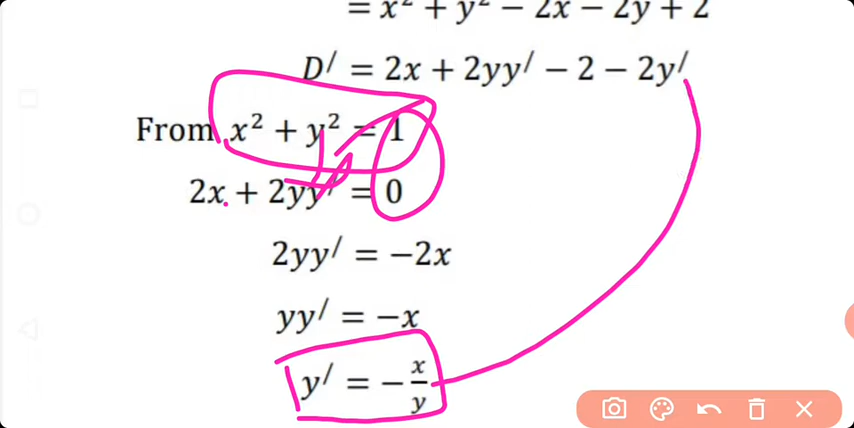 = x² + y² − 2x − 2y + 2
D/ = 2x + 2yy/ − 2 − 2y/
From x² + y² = 1
2x + 2yy/ = 0
2yy/ = −2x
yy/ = −x
y/ = − x/y